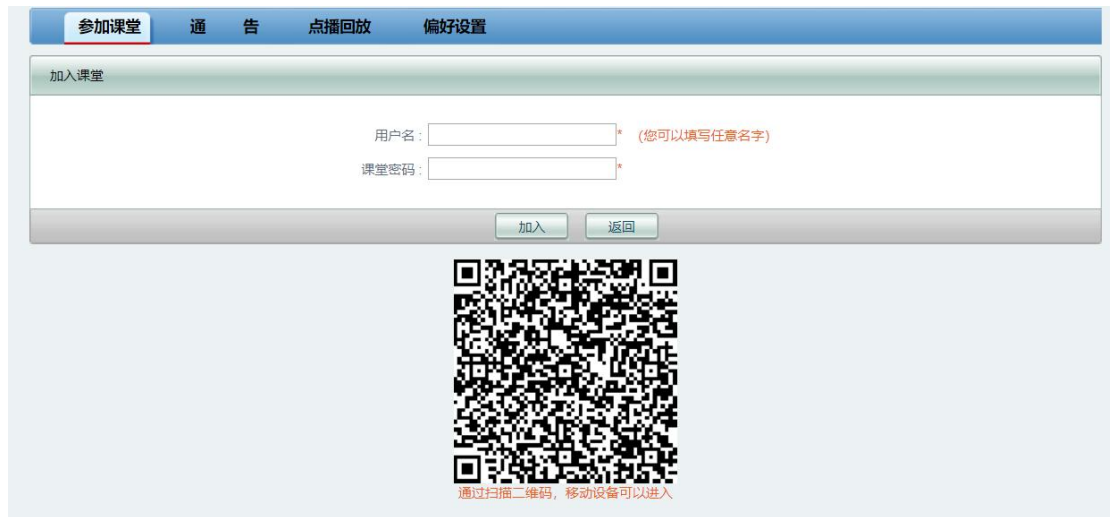 参加课堂 通 告 点播回放 偏好设置
加入课堂
用户名 : * (您可以填写任意名字)
课堂密码 : *
加入 返回
通过扫描二维码，移动设备可以进入